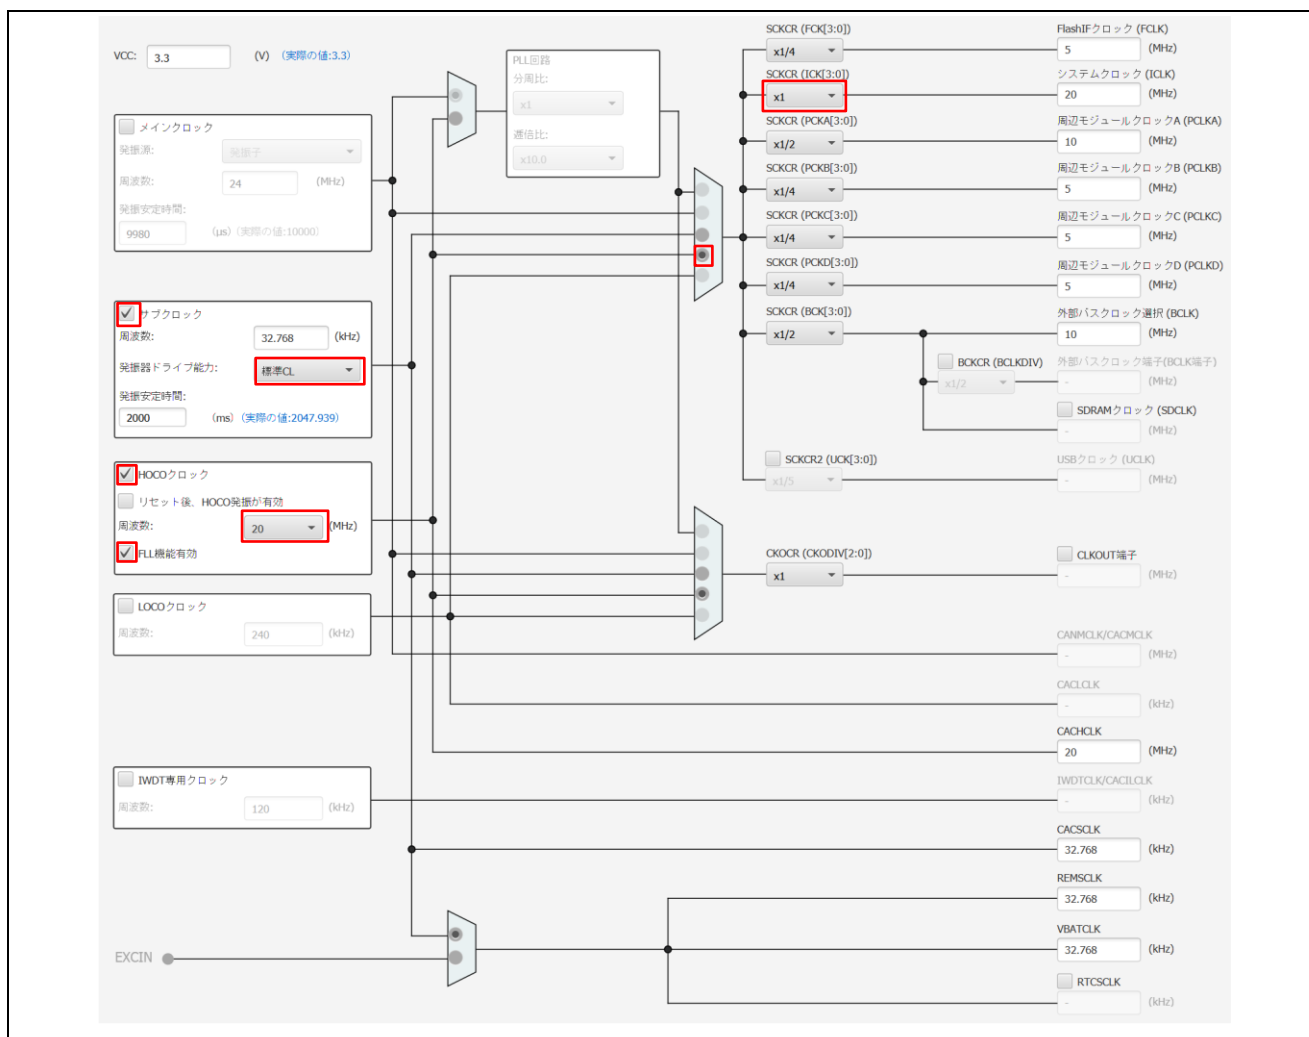 VCC: 3.3 (V) (実際の値:3.3)
メインクロック
発振源: 発振子
周波数: 24 (MHz)
発振安定時間:
9980 (μs) (実際の値:10000)
サブクロック
周波数: 32.768 (kHz)
発振器ドライブ能力: 標準CL
発振安定時間:
2000 (ms) (実際の値:2047.939)
HOCOクロック
リセット後、HOCO発振が有効
周波数: 20 (MHz)
FLL機能有効
LOCOクロック
周波数: 240 (kHz)
IWDT専用クロック
周波数: 120 (kHz)
EXCIN
PLL回路
分周比:
x1
逓倍比:
x10.0
SCKCR (FCK[3:0])
x1/4
SCKCR (ICK[3:0])
x1
SCKCR (PCKA[3:0])
x1/2
SCKCR (PCKB[3:0])
x1/4
SCKCR (PCKC[3:0])
x1/4
SCKCR (PCKD[3:0])
x1/4
SCKCR (BCK[3:0])
x1/2
BCKCR (BCLKDIV)
x1/2
SCKCR2 (UCK[3:0])
x1/5
CKOCR (CKODIV[2:0])
x1
FlashIFクロック (FCLK)
5 (MHz)
システムクロック (ICLK)
20 (MHz)
周辺モジュールクロックA (PCLKA)
10 (MHz)
周辺モジュールクロックB (PCLKB)
5 (MHz)
周辺モジュールクロックC (PCLKC)
5 (MHz)
周辺モジュールクロックD (PCLKD)
5 (MHz)
外部バスクロック選択 (BCLK)
10 (MHz)
外部バスクロック端子(BCLK端子)
- (MHz)
SDRAMクロック (SDCLK)
- (MHz)
USBクロック (UCLK)
- (MHz)
CLKOUT端子
- (MHz)
CANMCLK/CACMCLK
- (MHz)
CACLCLK
- (kHz)
CACHCLK
20 (MHz)
IWDTCLK/CACILCLK
- (kHz)
CACSCLK
32.768 (kHz)
REMSCLK
32.768 (kHz)
VBATCLK
32.768 (kHz)
RTCSCLK
- (kHz)